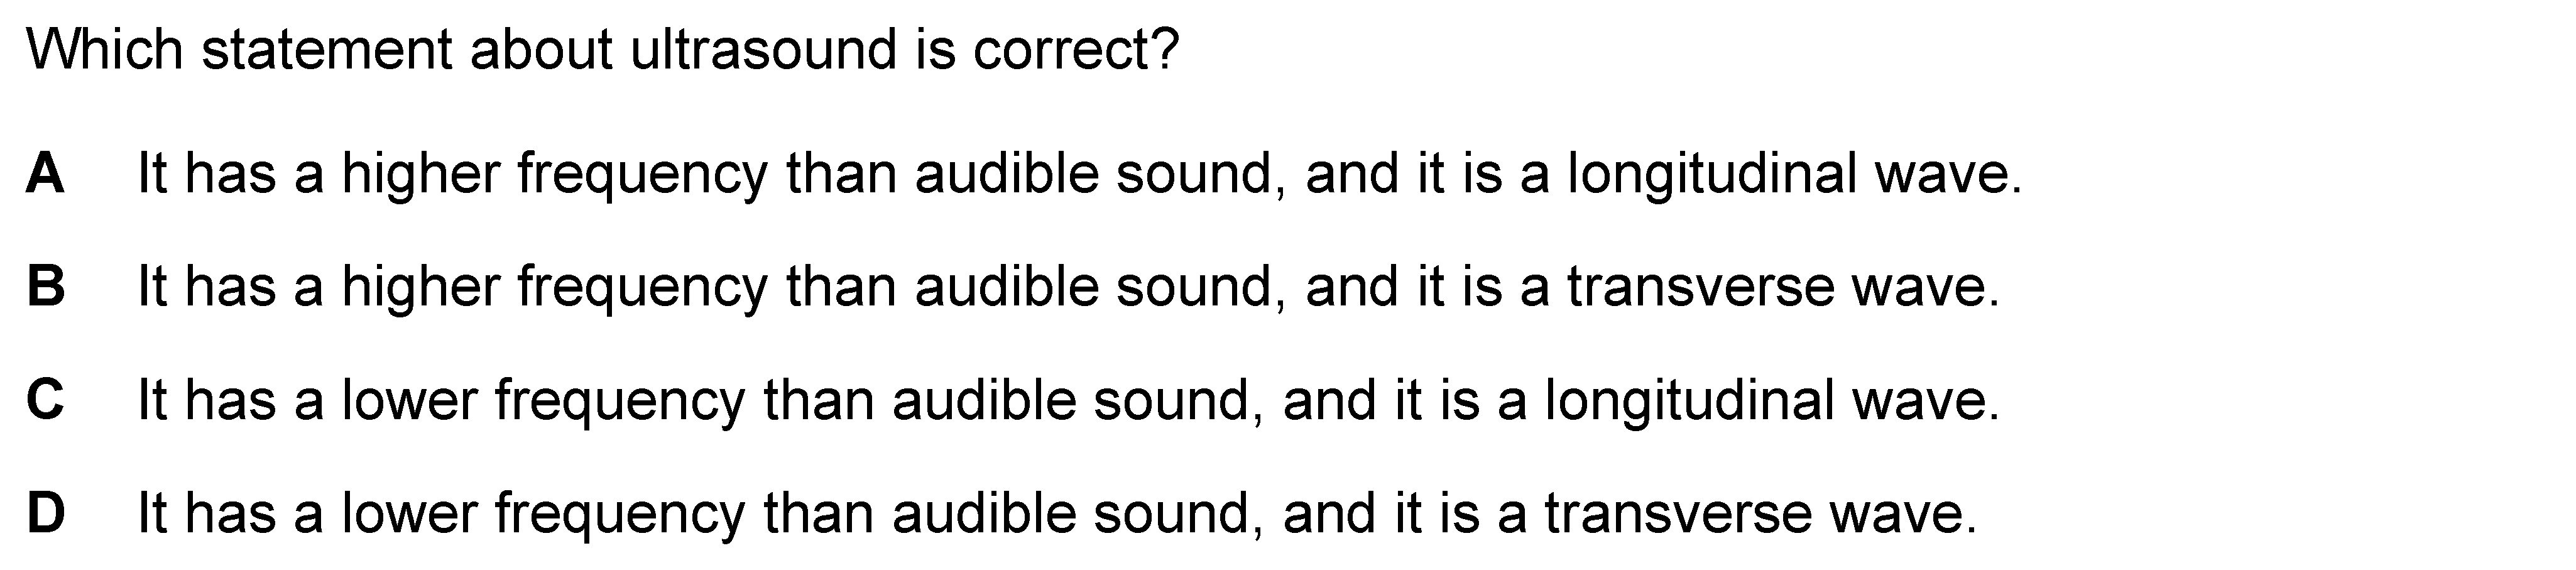 Which statement about ultrasound is correct?
A It has a higher frequency than audible sound, and it is a longitudinal wave.
B It has a higher frequency than audible sound, and it is a transverse wave.
C It has a lower frequency than audible sound, and it is a longitudinal wave.
D It has a lower frequency than audible sound, and it is a transverse wave.